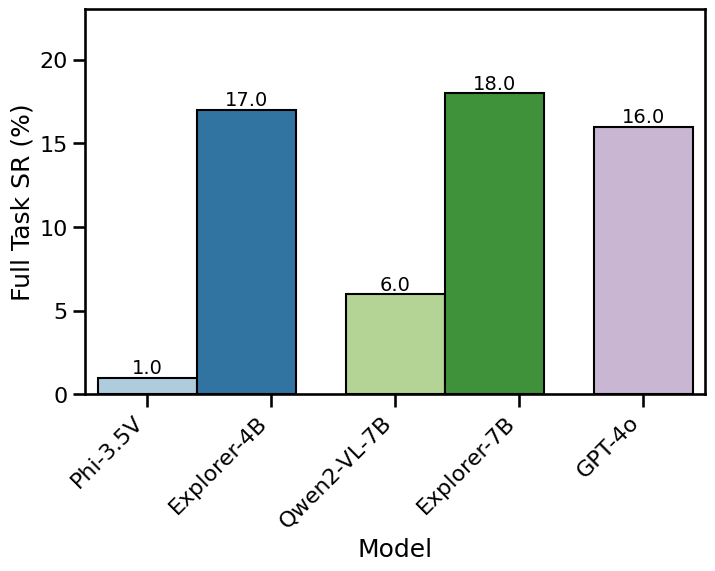 Full Task SR (%)
20
15
10
5
0
1.0
17.0
6.0
18.0
16.0
Phi-3.5V
Explorer-4B
Qwen2-VL-7B
Explorer-7B
GPT-4o
Model